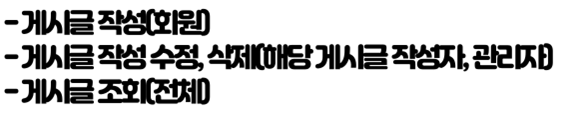 - 게시글 작성(회원)
- 게시글 작성 수정, 삭제(해당 게시글 작성자, 관리자)
- 게시글 조회(전체)